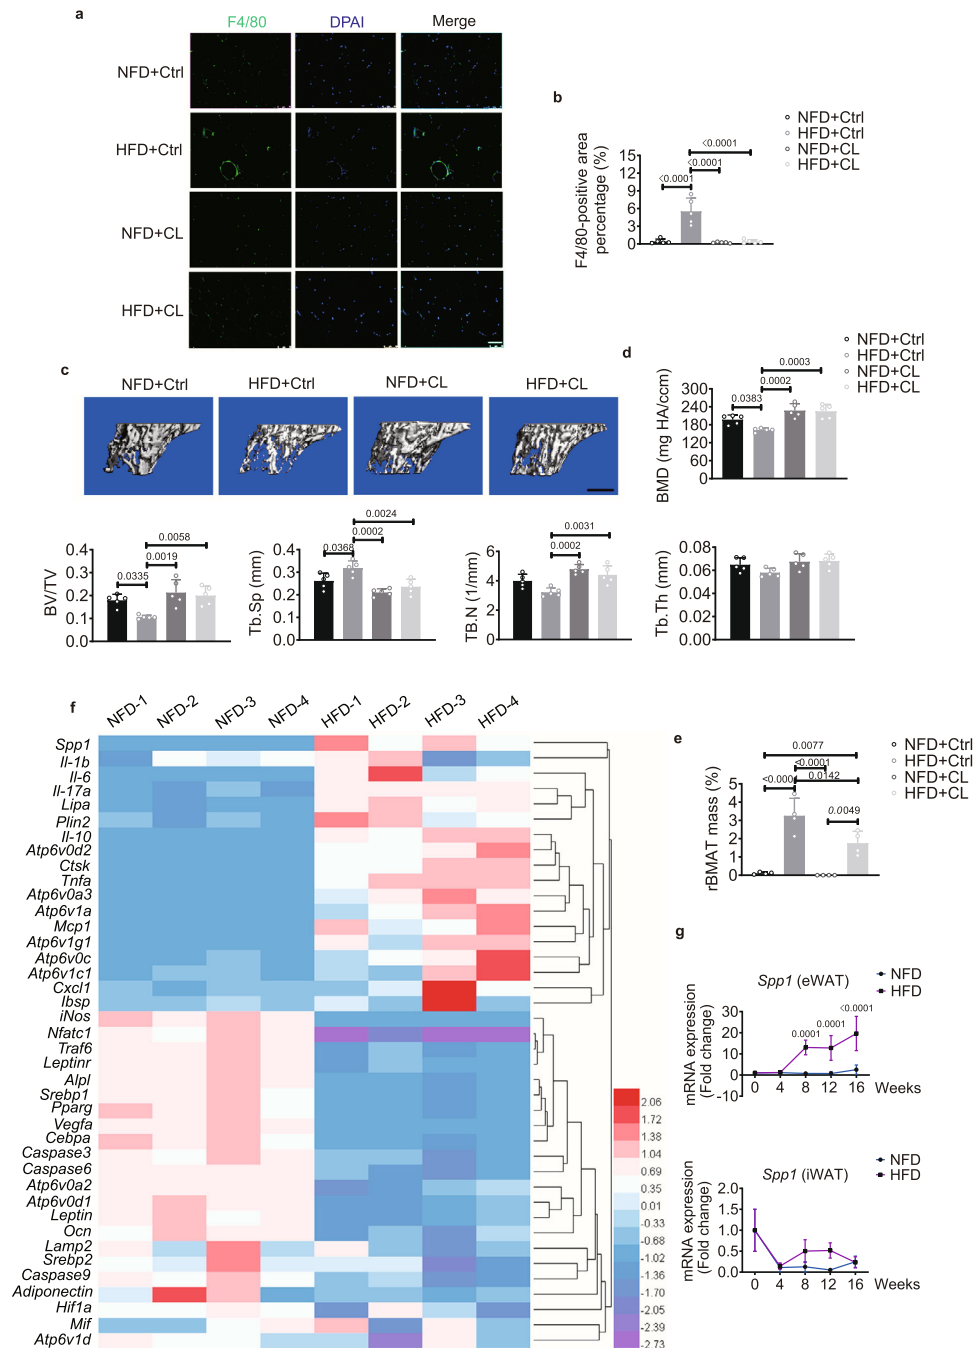 a
F4/80 DPAI Merge
NFD+Ctrl
HFD+Ctrl
NFD+CL
HFD+CL
b
NFD+Ctrl
HFD+Ctrl
NFD+CL
HFD+CL
<0.0001
<0.0001
<0.0001
15
12
9
6
3
0
F4/80-positive area
percentage (%)
c
NFD+Ctrl HFD+Ctrl NFD+CL HFD+CL
d
NFD+Ctrl
HFD+Ctrl
NFD+CL
HFD+CL
0.0003
0.0002
0.0383
300
240
180
120
60
0
BMD (mg HA/ccm)
0.0058
0.0019
0.0335
0.4
0.3
0.2
0.1
0.0
BV/TV
0.0024
0.0002
0.0368
0.4
0.3
0.2
0.1
0.0
Tb.Sp (mm)
0.0031
0.0002
6
4
2
0
TB.N (1/mm)
0.08
0.06
0.04
0.02
0.00
Tb.Th (mm)
f
NFD-1 NFD-2 NFD-3 NFD-4 HFD-1 HFD-2 HFD-3 HFD-4
Spp1
Il-1b
Il-6
Il-17a
Lipa
Plin2
Il-10
Atp6v0d2
Ctsk
Tnfa
Atp6v0a3
Atp6v1a
Mcp1
Atp6v1g1
Atp6v0c
Atp6v1c1
Cxcl1
Ibsp
iNos
Nfatc1
Traf6
Leptinr
Alpl
Srebp1
Pparg
Vegfa
Cebpa
Caspase3
Caspase6
Atp6v0a2
Atp6v0d1
Leptin
Ocn
Lamp2
Srebp2
Caspase9
Adiponectin
Hif1a
Mif
Atp6v1d
2.06
1.72
1.38
1.04
0.69
0.35
0.01
-0.33
-0.68
-1.02
-1.36
-1.70
-2.05
-2.39
-2.73
e
NFD+Ctrl
HFD+Ctrl
NFD+CL
HFD+CL
0.0077
<0.0001
0.0142
0.0049
5
4
3
2
1
0
rBMAT mass (%)
g
NFD
HFD
Spp1 (eWAT)
0.0001
0.0001
<0.0001
30
20
10
0
-10
mRNA expression
(Fold change)
0 4 8 12 16 Weeks
NFD
HFD
Spp1 (iWAT)
2.0
1.5
1.0
0.5
0.0
mRNA expression
(Fold change)
0 4 8 12 16 Weeks